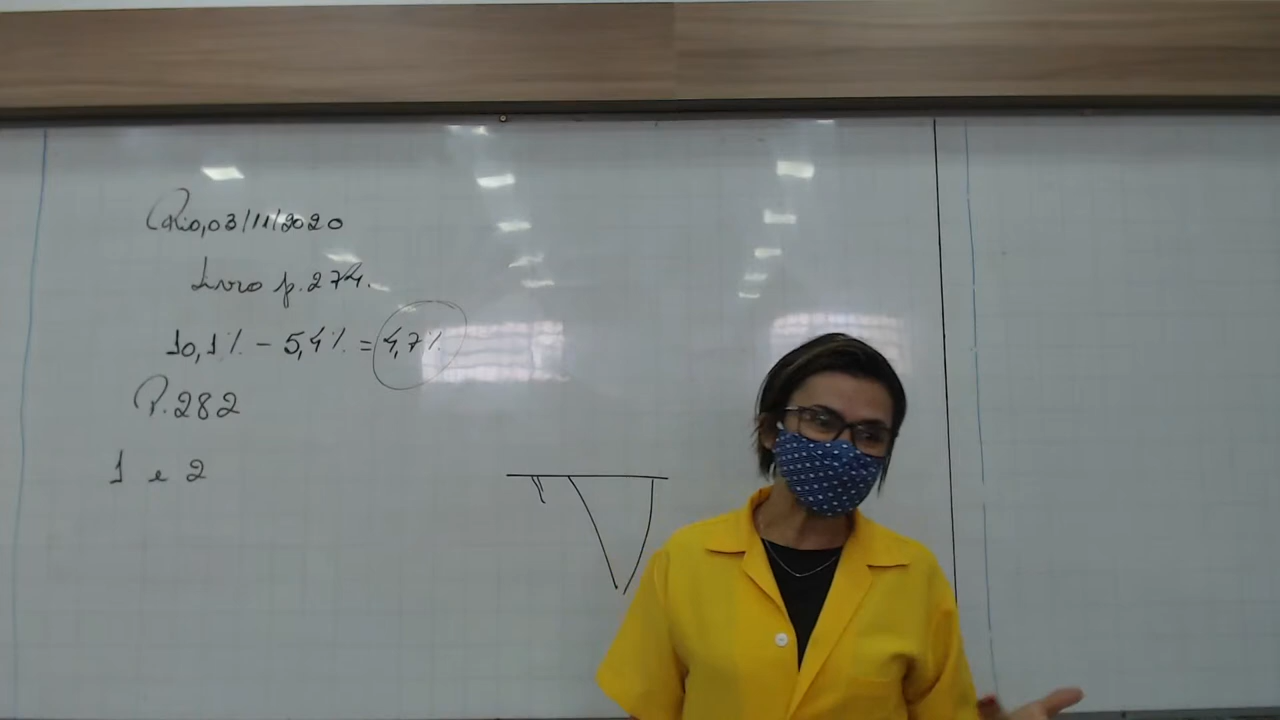 Rio, 03/11/2020
Livro p. 274.
10,1% - 5,4% = 4,7%
P. 282
1 e 2